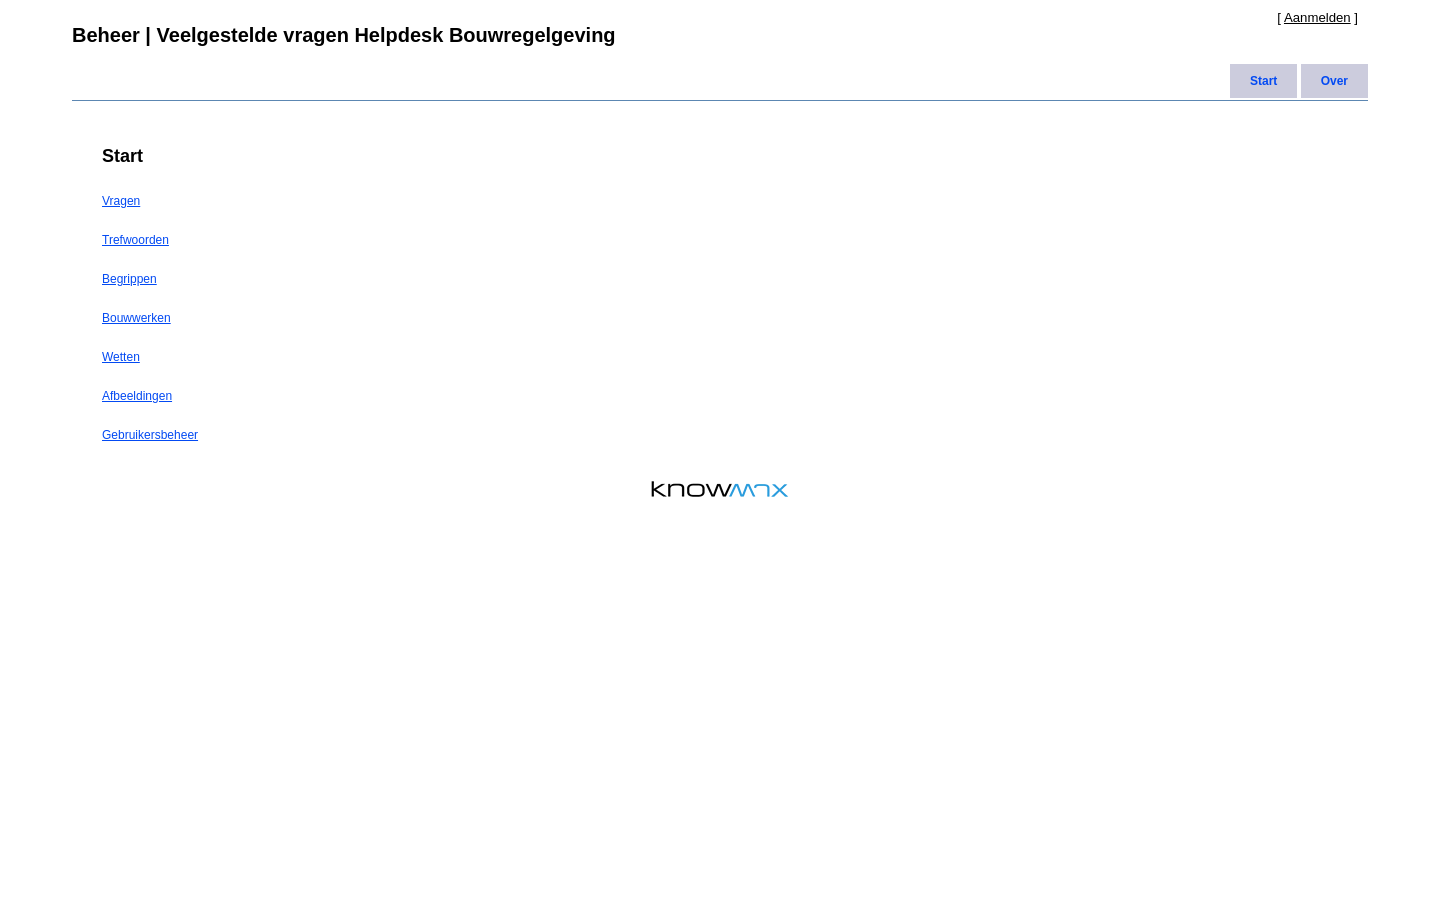 [ Aanmelden ]
Beheer | Veelgestelde vragen Helpdesk Bouwregelgeving
Start Over
Start
Vragen
Trefwoorden
Begrippen
Bouwwerken
Wetten
Afbeeldingen
Gebruikersbeheer
knowmax